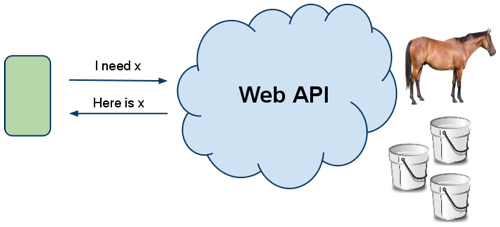 I need x
Here is x
Web API